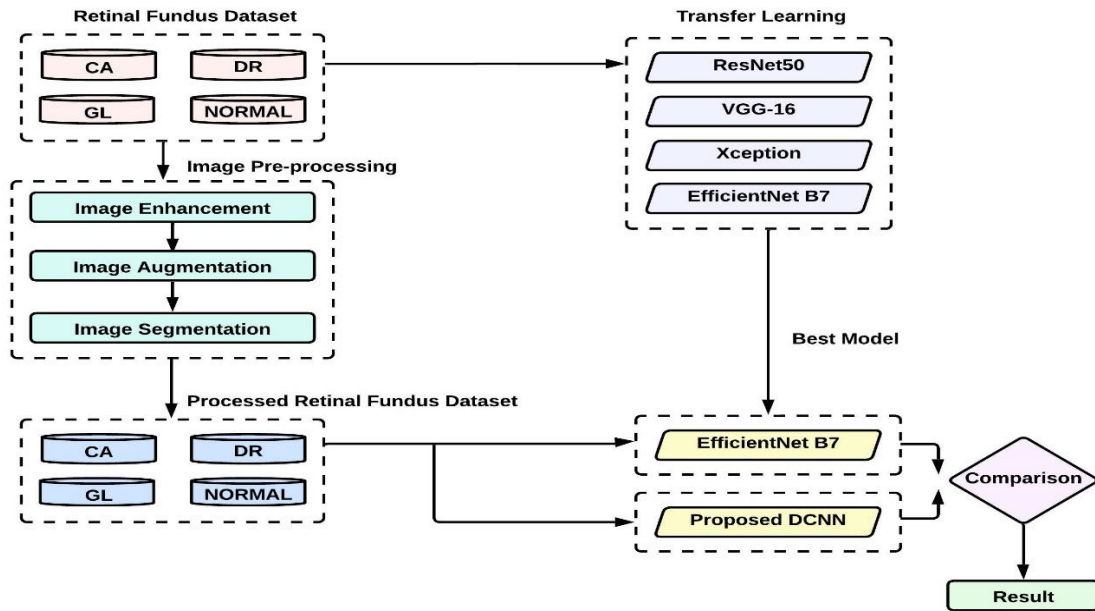 Retinal Fundus Dataset
CA
DR
GL
NORMAL
Image Pre-processing
Image Enhancement
Image Augmentation
Image Segmentation
Processed Retinal Fundus Dataset
CA
DR
GL
NORMAL
Transfer Learning
ResNet50
VGG-16
Xception
EfficientNet B7
Best Model
EfficientNet B7
Proposed DCNN
Comparison
Result